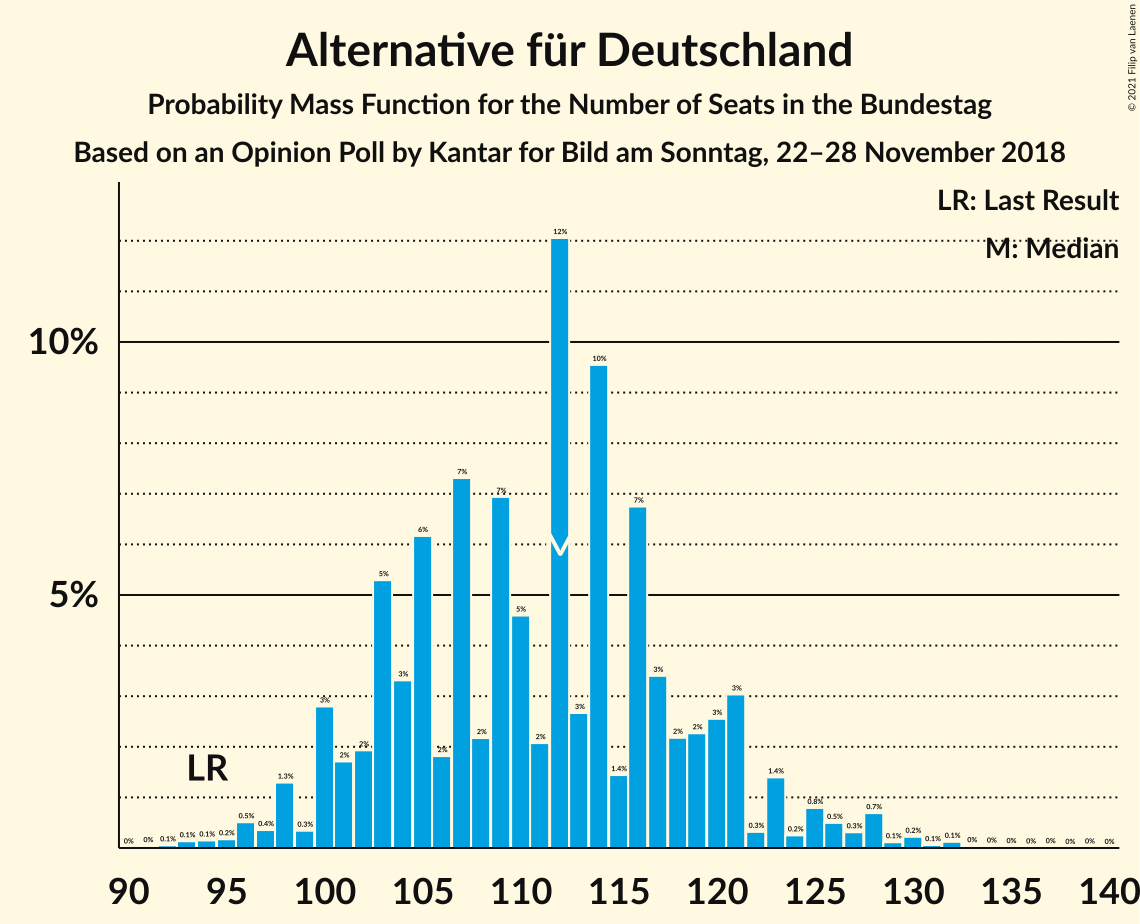 Alternative für Deutschland
Probability Mass Function for the Number of Seats in the Bundestag
Based on an Opinion Poll by Kantar for Bild am Sonntag, 22–28 November 2018
© 2021 Filip van Laenen
LR: Last Result
M: Median
10%
5%
LR
0% 0% 0.1% 0.1% 0.1% 0.2% 0.5% 0.4% 1.3% 0.3% 3% 2% 2% 5% 3% 6% 2% 7% 2% 7% 5% 2% 12% 3% 10% 1.4% 7% 3% 2% 2% 3% 3% 0.3% 1.4% 0.2% 0.8% 0.5% 0.3% 0.7% 0.1% 0.2% 0.1% 0.1% 0% 0% 0% 0% 0% 0% 0% 0%
90 95 100 105 110 115 120 125 130 135 140